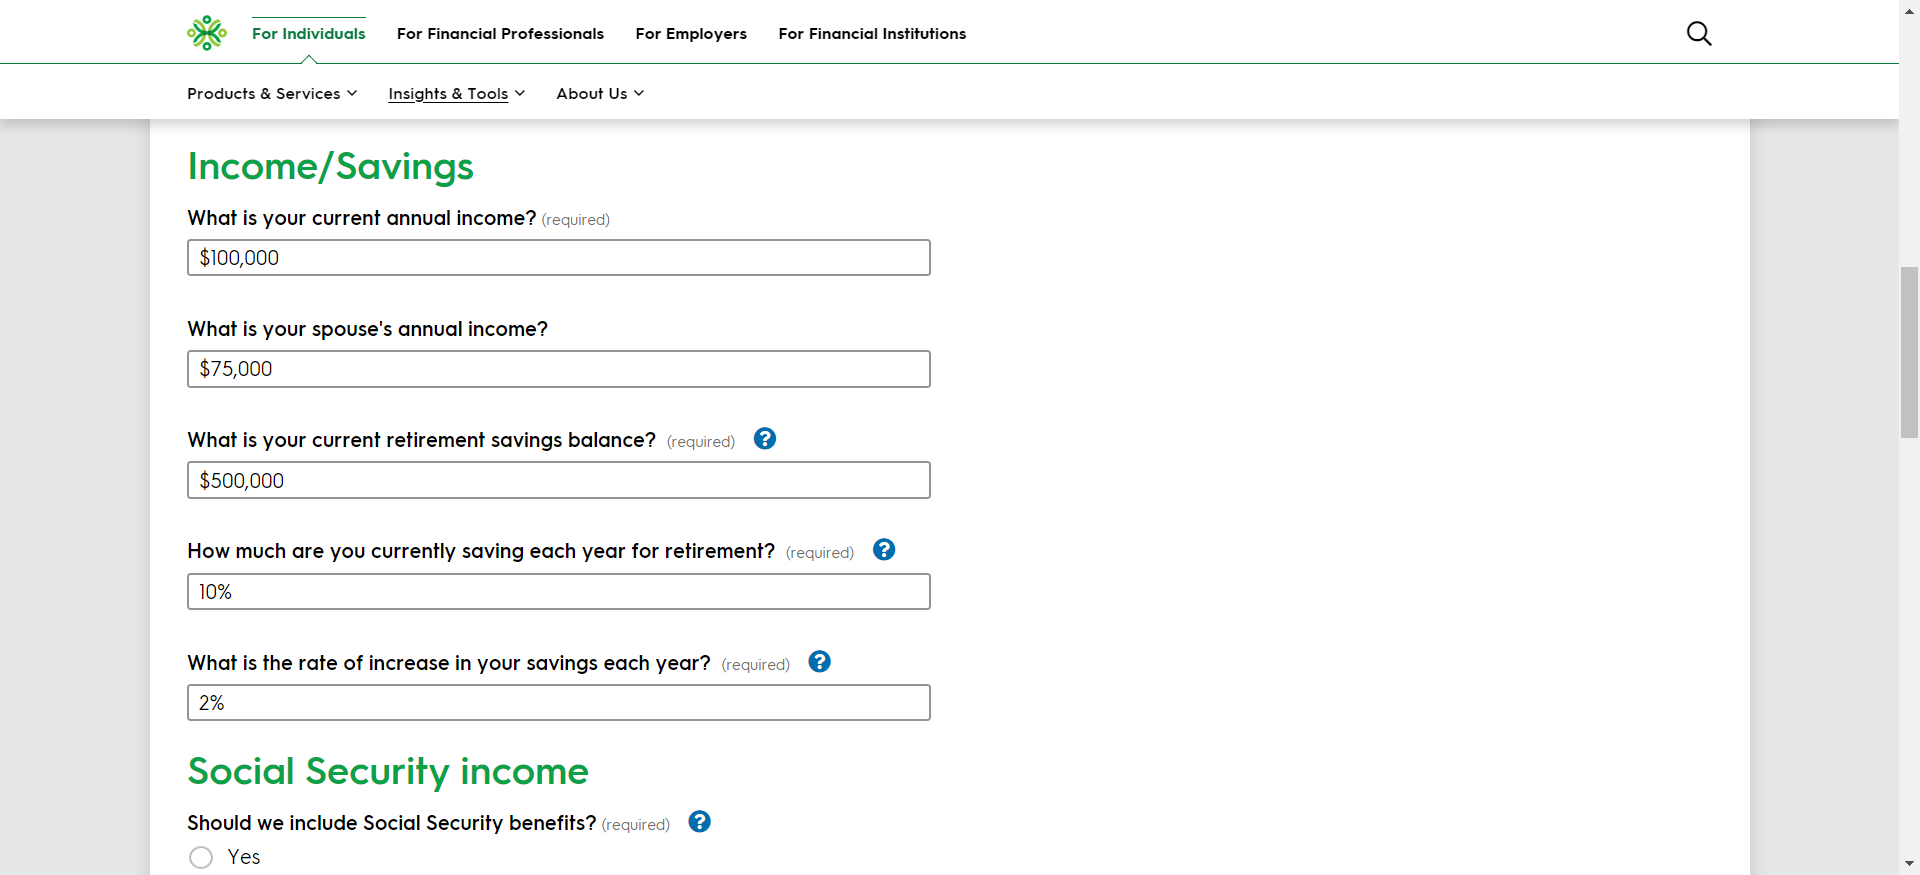 For Individuals For Financial Professionals For Employers For Financial Institutions
Products & Services Insights & Tools About Us
Income/Savings
What is your current annual income? (required)
$100,000
What is your spouse's annual income?
$75,000
What is your current retirement savings balance? (required) ?
$500,000
How much are you currently saving each year for retirement? (required) ?
10%
What is the rate of increase in your savings each year? (required) ?
2%
Social Security income
Should we include Social Security benefits? (required) ?
Yes